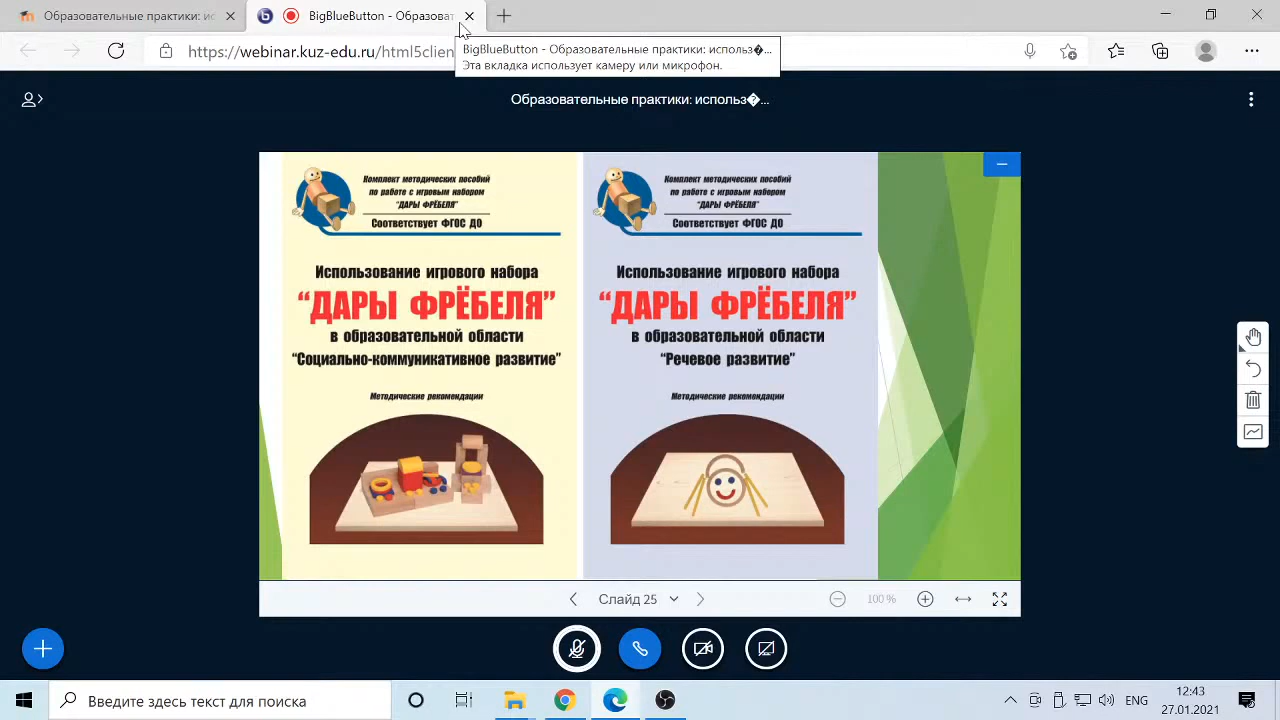 Образовательные практики: ис
BigBlueButton - Образоват
https://webinar.kuz-edu.ru/html5clien
BigBlueButton - Образовательные практики: использ�...
Эта вкладка использует камеру или микрофон.
Образовательные практики: использ�...
Комплект методических пособий
по работе с игровым набором
"ДАРЫ ФРЁБЕЛЯ"
Соответствует ФГОС ДО
Использование игрового набора
"ДАРЫ ФРЁБЕЛЯ"
в образовательной области
"Социально-коммуникативное развитие"
Методические рекомендации
Комплект методических пособий
по работе с игровым набором
"ДАРЫ ФРЁБЕЛЯ"
Соответствует ФГОС ДО
Использование игрового набора
"ДАРЫ ФРЁБЕЛЯ"
в образовательной области
"Речевое развитие"
Методические рекомендации
Слайд 25
100 %
Введите здесь текст для поиска
ENG
12:43
27.01.2021